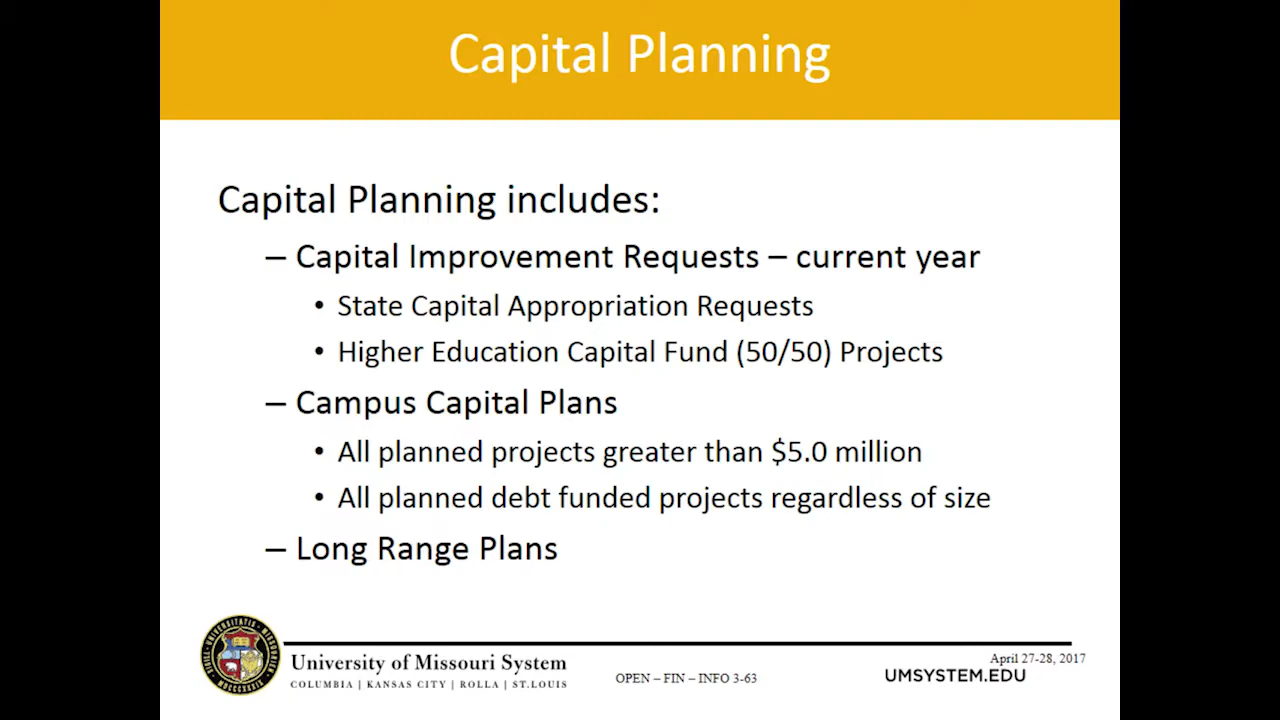 Capital Planning
Capital Planning includes:
– Capital Improvement Requests – current year
• State Capital Appropriation Requests
• Higher Education Capital Fund (50/50) Projects
– Campus Capital Plans
• All planned projects greater than $5.0 million
• All planned debt funded projects regardless of size
– Long Range Plans
University of Missouri System
COLUMBIA | KANSAS CITY | ROLLA | ST.LOUIS
OPEN – FIN – INFO 3-63
April 27-28, 2017
UMSYSTEM.EDU